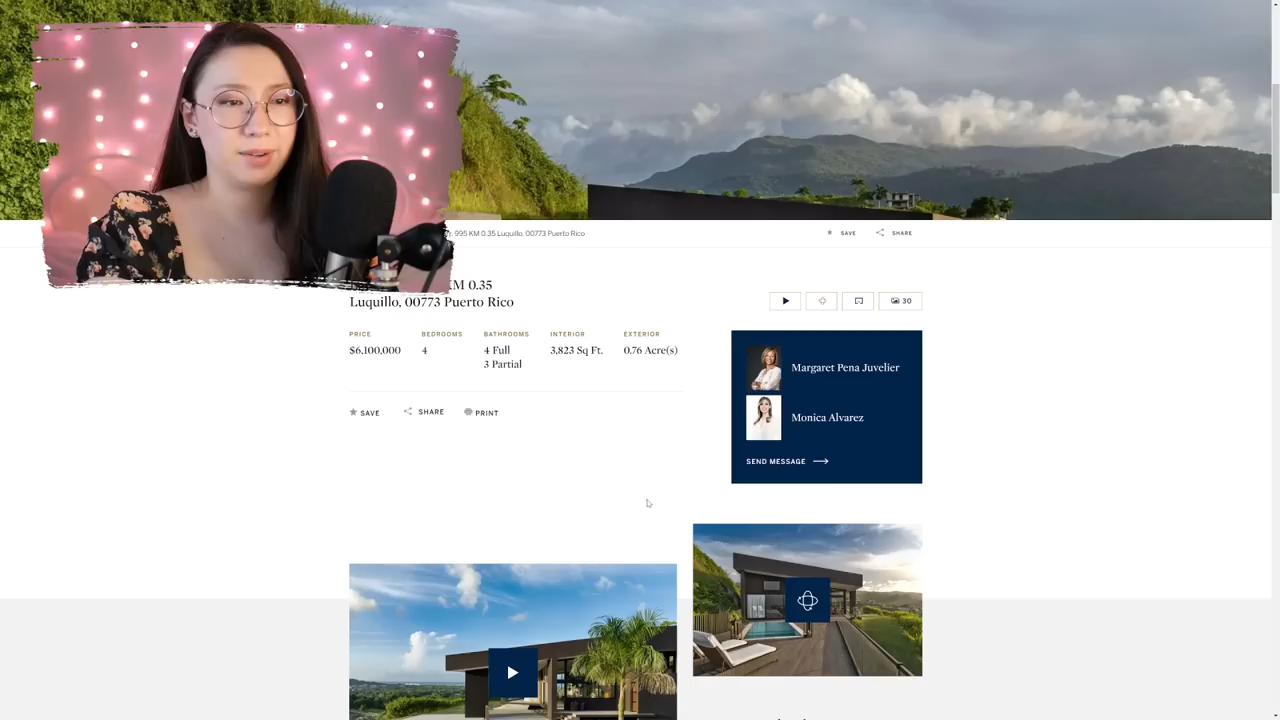 995 KM 0.35 Luquillo, 00773 Puerto Rico
SAVE
SHARE
KM 0.35
Luquillo, 00773 Puerto Rico
30
PRICE
BEDROOMS
BATHROOMS
INTERIOR
EXTERIOR
$6,100,000
4
4 Full
3,823 Sq Ft.
0.76 Acre(s)
3 Partial
Margaret Pena Juvelier
Monica Alvarez
SAVE
SHARE
PRINT
SEND MESSAGE